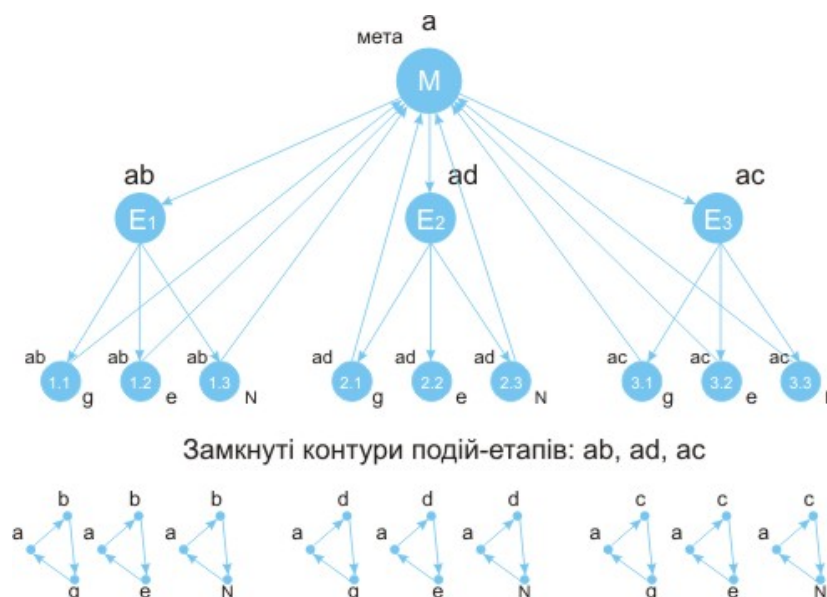 a
мета
M
ab ad ac
E1 E2 E3
ab ab ab ad ad ad ac ac ac
1.1 1.2 1.3 2.1 2.2 2.3 3.1 3.2 3.3
g e N g e N g e
Замкнуті контури подій-етапів: ab, ad, ac
b b b d d d c c c
a a a a a a a a a
g e N g e N g e N